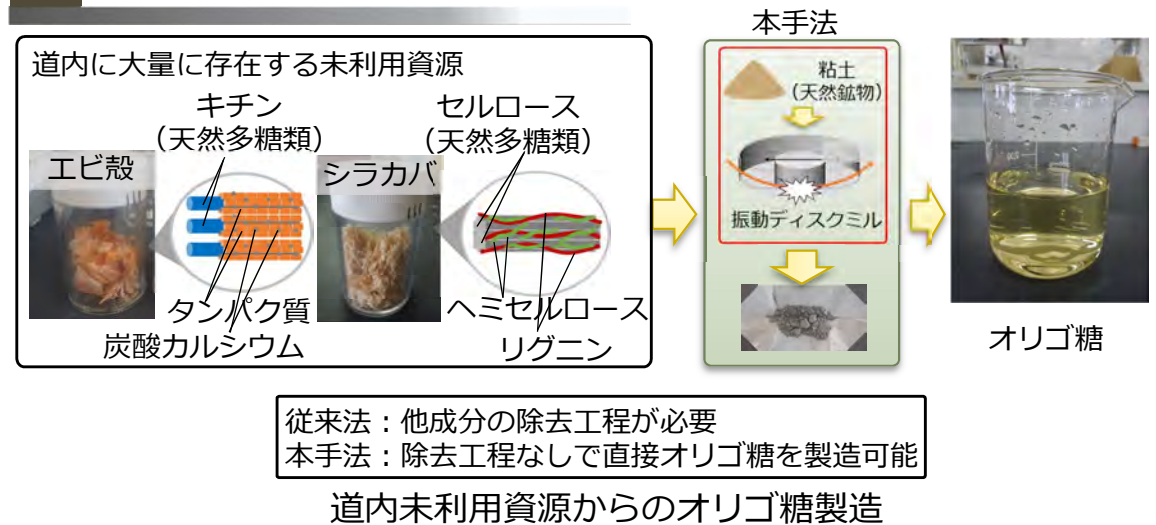 本手法
道内に大量に存在する未利用資源
キチン
(天然多糖類)
セルロース
(天然多糖類)
エビ殻
シラカバ
タンパク質
炭酸カルシウム
ヘミセルロース
リグニン
粘土
(天然鉱物)
振動ディスクミル
オリゴ糖
従来法:他成分の除去工程が必要
本手法:除去工程なしで直接オリゴ糖を製造可能
道内未利用資源からのオリゴ糖製造